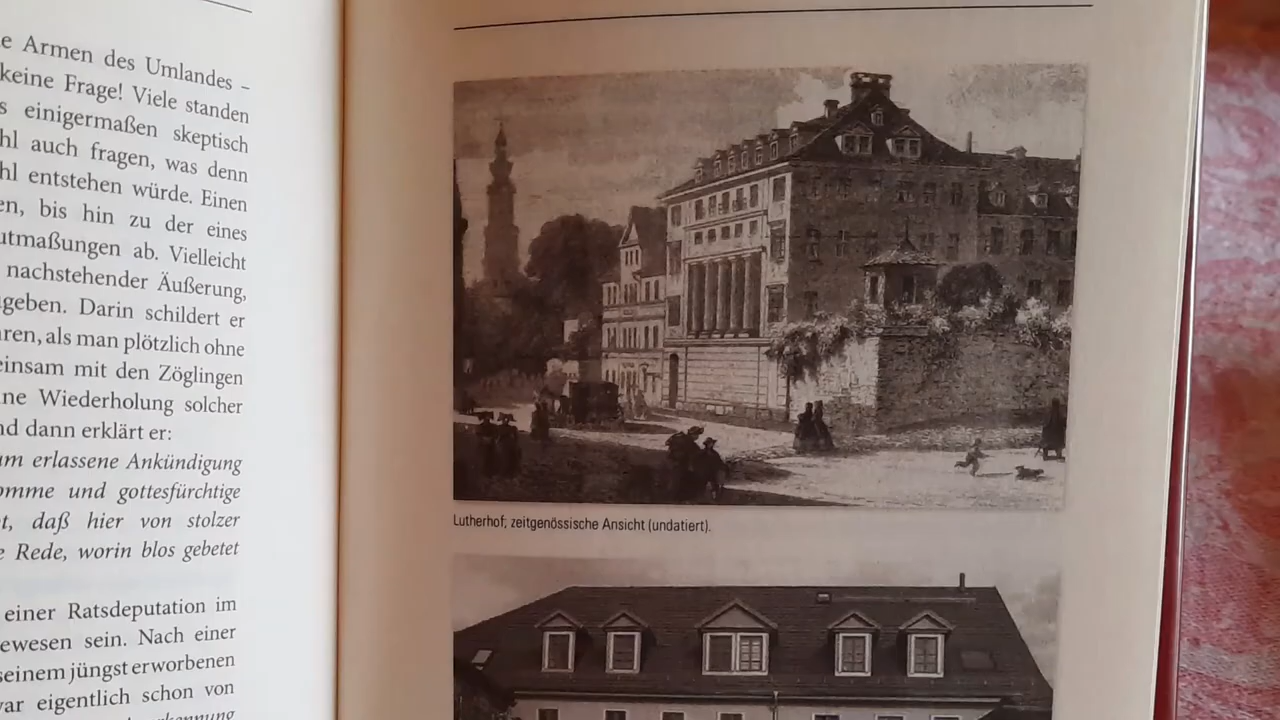 e Armen des Umlandes –
keine Frage! Viele standen
s einigermaßen skeptisch
hl auch fragen, was denn
hl entstehen würde. Einen
en, bis hin zu der eines
utmaßungen ab. Vielleicht
nachstehender Äußerung,
geben. Darin schildert er
ren, als man plötzlich ohne
einsam mit den Zöglingen
ne Wiederholung solcher
nd dann erklärt er:
um erlassene Ankündigung
omme und gottesfürchtige
t, daß hier von stolzer
e Rede, worin blos gebetet
einer Ratsdeputation im
ewesen sein. Nach einer
seinem jüngst erworbenen
var eigentlich schon von
Lutherhof; zeitgenössische Ansicht (undatiert).